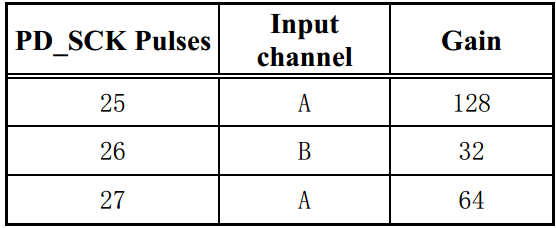 PD_SCK Pulses Input channel Gain
25 A 128
26 B 32
27 A 64